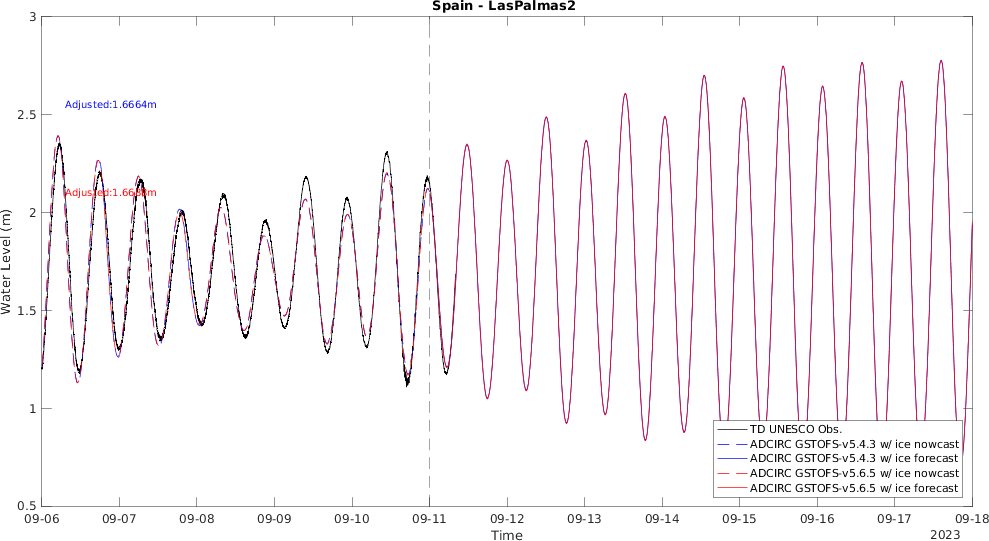 Spain - LasPalmas2
3
2.5
2
1.5
1
0.5
Water Level (m)
Adjusted:1.6664m
TD UNESCO Obs.
ADCIRC GSTOFS-v5.4.3 w/ ice nowcast
ADCIRC GSTOFS-v5.4.3 w/ ice forecast
ADCIRC GSTOFS-v5.6.5 w/ ice nowcast
ADCIRC GSTOFS-v5.6.5 w/ ice forecast
09-06 09-07 09-08 09-09 09-10 09-11 09-12 09-13 09-14 09-15 09-16 09-17 09-18
Time
2023